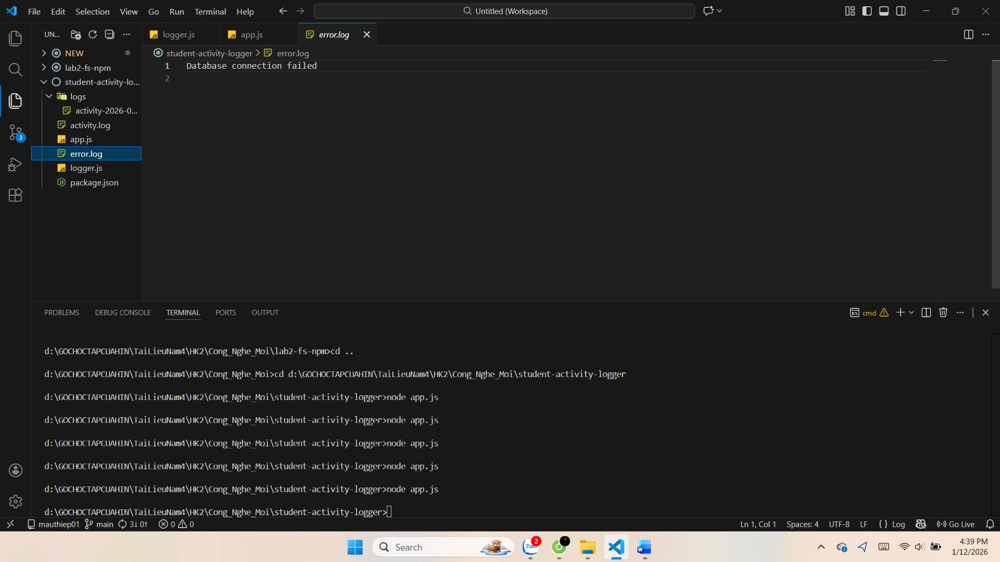 File Edit Selection View Go Run Terminal Help
Untitled (Workspace)
UN...
logger.js
app.js
error.log
NEW
lab2-fs-npm
student-activity-lo...
logs
activity-2026-0...
activity.log
app.js
error.log
logger.js
package.json
student-activity-logger
error.log
1 Database connection failed
2
3
PROBLEMS DEBUG CONSOLE TERMINAL PORTS OUTPUT
cmd
d:\GOCHOCTAPCUAHIN\TaiLieuNam4\HK2\Cong_Nghe_Moi\lab2-fs-npm>cd ..
d:\GOCHOCTAPCUAHIN\TaiLieuNam4\HK2\Cong_Nghe_Moi>cd d:\GOCHOCTAPCUAHIN\TaiLieuNam4\HK2\Cong_Nghe_Moi\student-activity-logger
d:\GOCHOCTAPCUAHIN\TaiLieuNam4\HK2\Cong_Nghe_Moi\student-activity-logger>node app.js
d:\GOCHOCTAPCUAHIN\TaiLieuNam4\HK2\Cong_Nghe_Moi\student-activity-logger>node app.js
d:\GOCHOCTAPCUAHIN\TaiLieuNam4\HK2\Cong_Nghe_Moi\student-activity-logger>node app.js
d:\GOCHOCTAPCUAHIN\TaiLieuNam4\HK2\Cong_Nghe_Moi\student-activity-logger>node app.js
d:\GOCHOCTAPCUAHIN\TaiLieuNam4\HK2\Cong_Nghe_Moi\student-activity-logger>node app.js
d:\GOCHOCTAPCUAHIN\TaiLieuNam4\HK2\Cong_Nghe_Moi\student-activity-logger>
mauthiep01 main 3↓ 0↑ 0 0
Ln 1, Col 1 Spaces: 4 UTF-8 LF {} Log Go Live
Search
Zalo
2
W
4:39 PM
1/12/2026